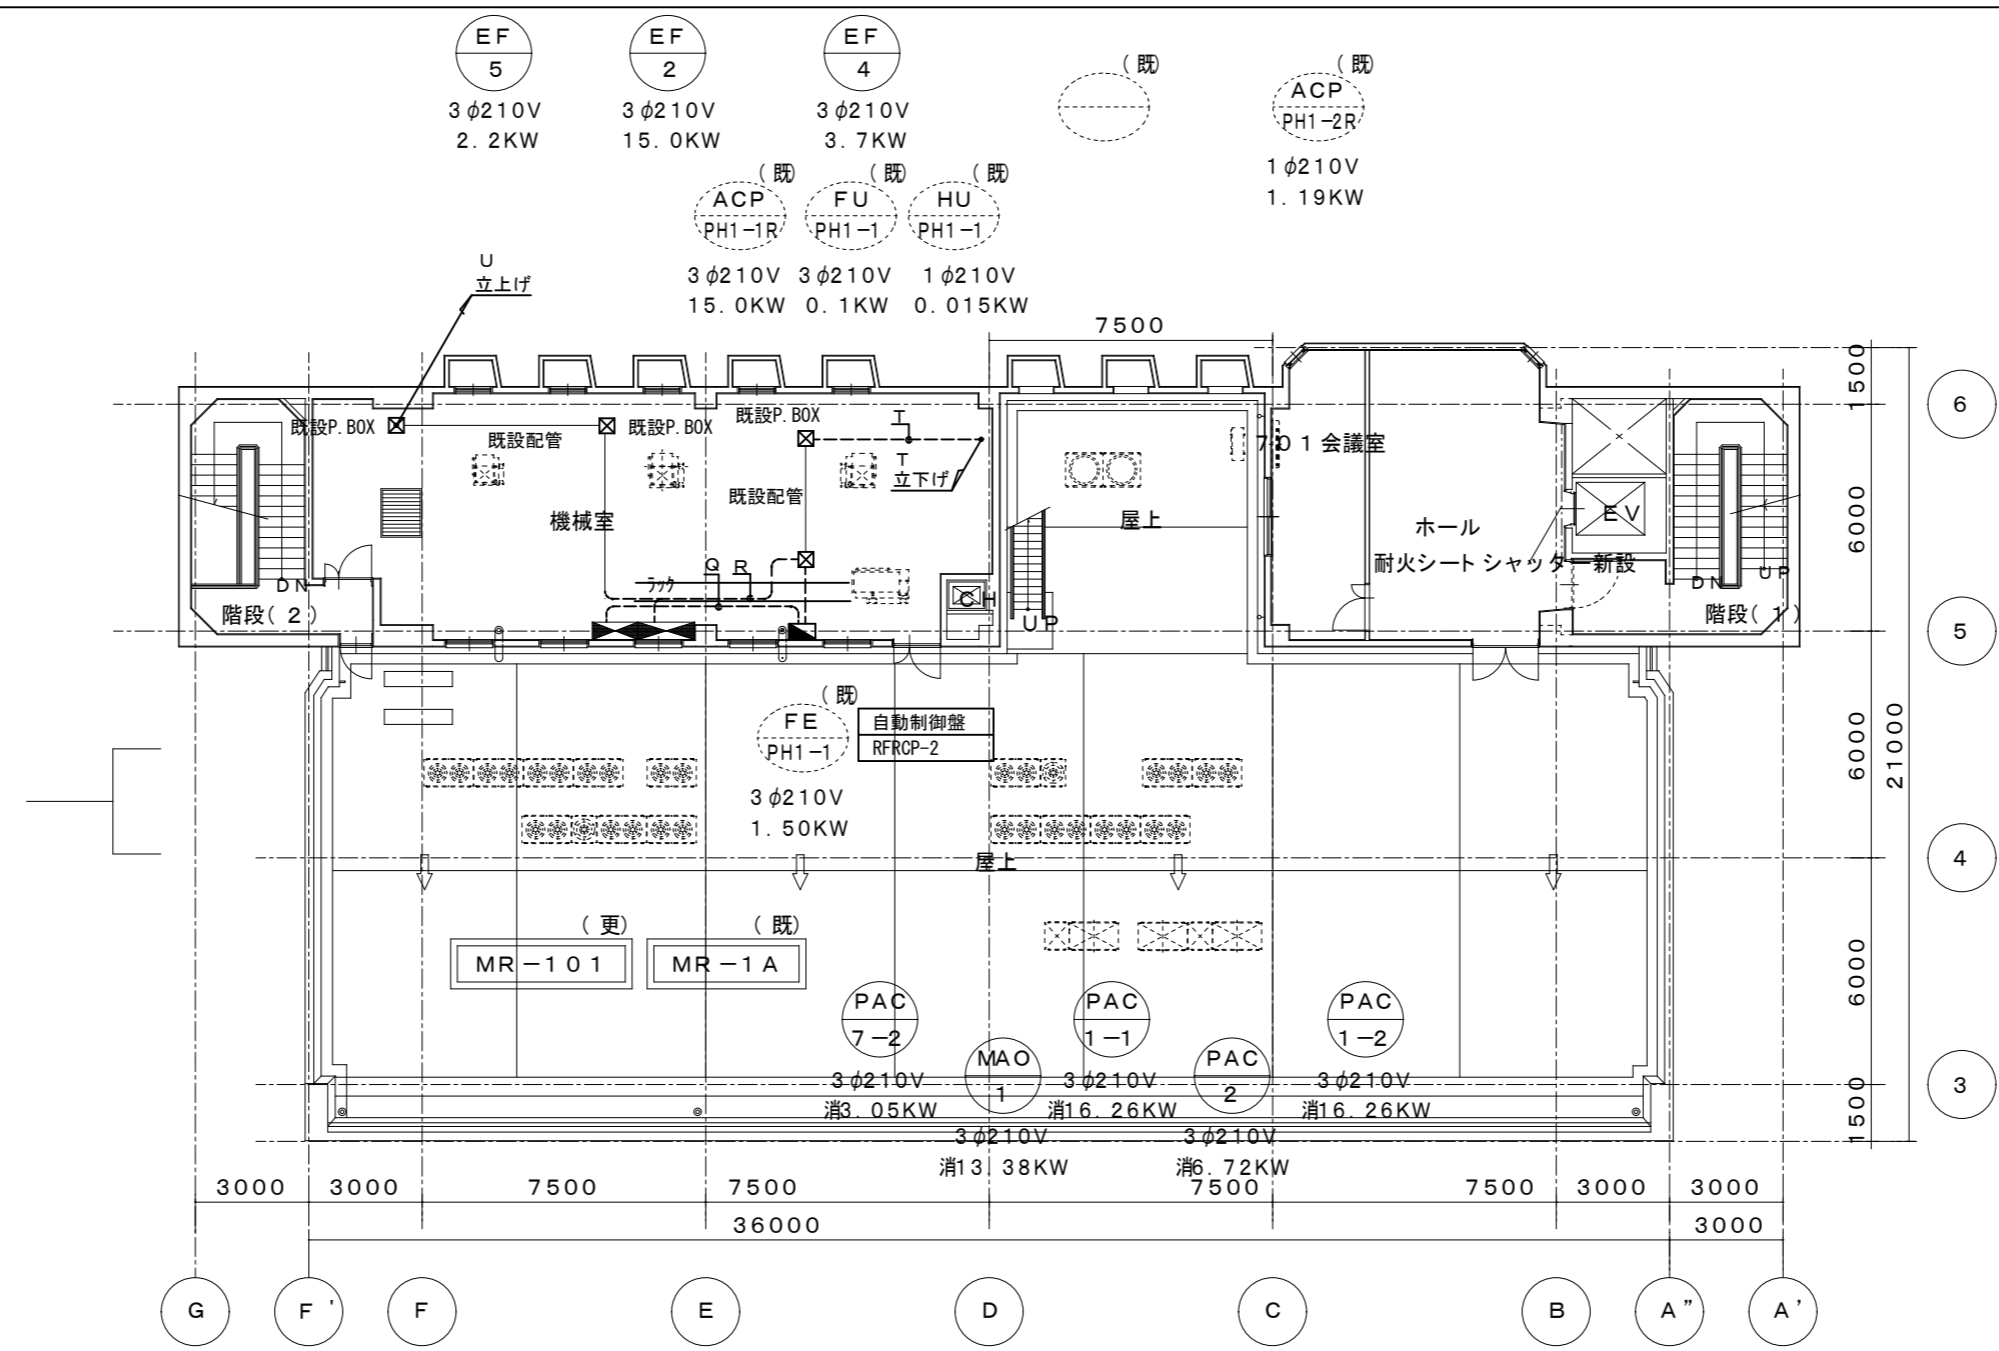 EF
5
3φ210V
2.2KW
EF
2
3φ210V
15.0KW
EF
4
3φ210V
3.7KW
(既)
(既)
ACP
PH1-2R
1φ210V
1.19KW
(既)
ACP
PH1-1R
3φ210V
15.0KW
(既)
FU
PH1-1
3φ210V
0.1KW
(既)
HU
PH1-1
1φ210V
0.015KW
U
立上げ
7500
1500
6
既設P.BOX
既設配管
既設P.BOX
既設P.BOX
T
T
立下げ
既設配管
機械室
701会議室
屋上
ホール
EV
耐火シートシャッター新設
6000
DN
階段(2)
ラック
Q
R
CH
UP
DN
UP
階段(1)
5
(既)
FE
PH1-1
3φ210V
1.50KW
自動制御盤
RFRCP-2
6000
21000
屋上
4
(更)
MR-101
(既)
MR-1A
6000
PAC
7-2
3φ210V
消3.05KW
MAO
1
3φ210V
消13.38KW
PAC
1-1
3φ210V
消16.26KW
PAC
2
3φ210V
消6.72KW
PAC
1-2
3φ210V
消16.26KW
3
1500
3000
3000
7500
7500
7500
7500
3000
3000
36000
3000
G
F'
F
E
D
C
B
A"
A'